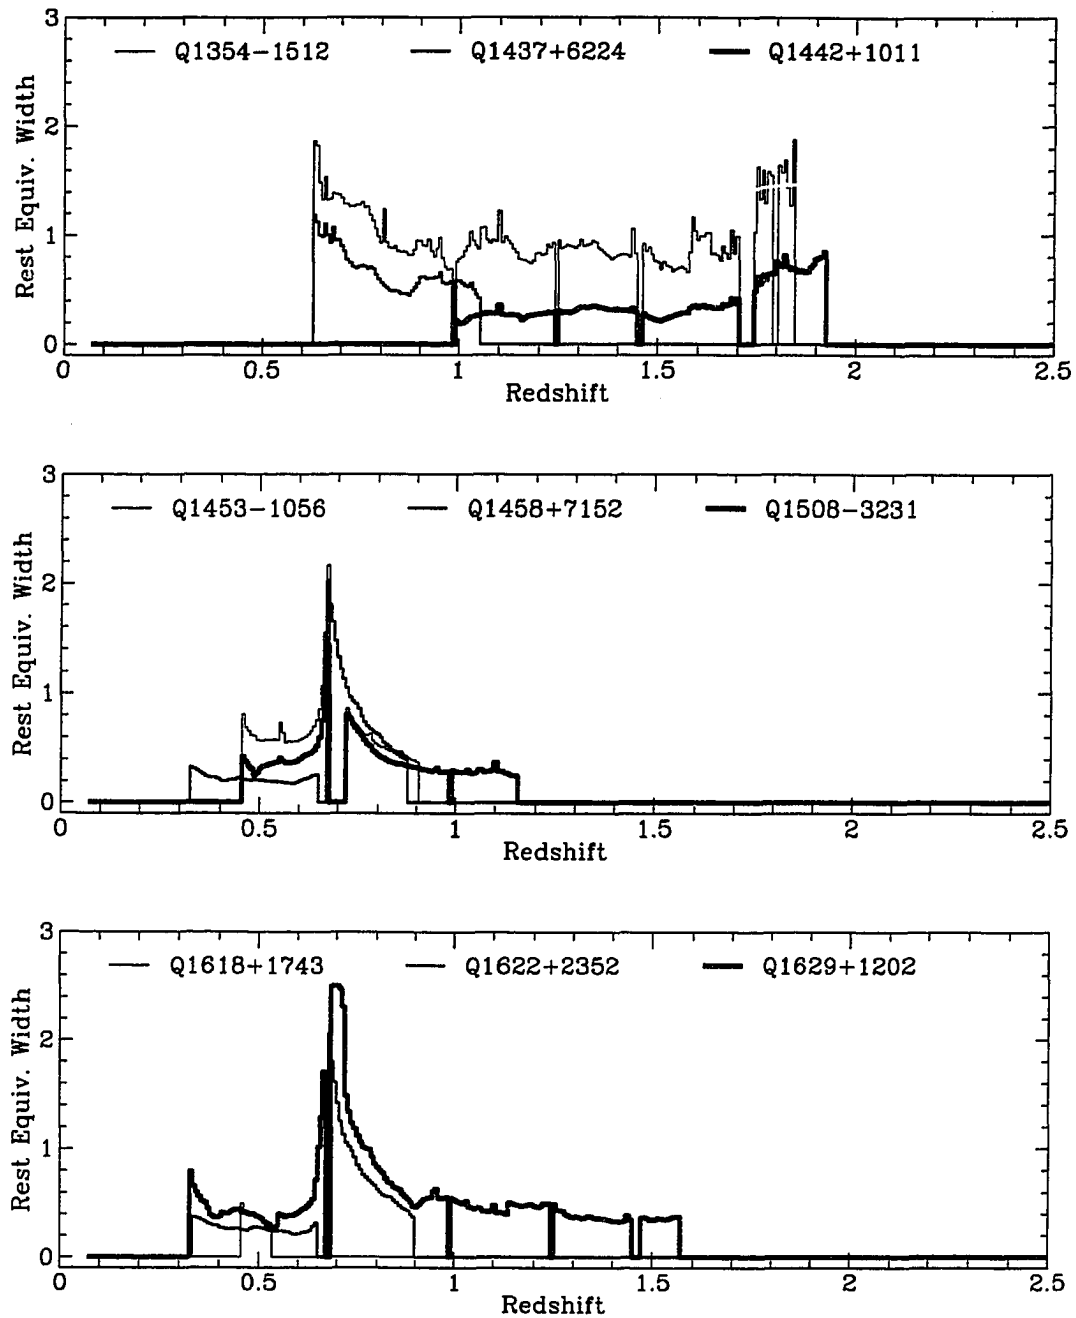 3
Q1354−1512 Q1437+6224 Q1442+1011
2
1
0
Rest Equiv. Width
0 0.5 1 1.5 2 2.5
Redshift
3
Q1453−1056 Q1458+7152 Q1508−3231
2
1
0
Rest Equiv. Width
0 0.5 1 1.5 2 2.5
Redshift
3
Q1618+1743 Q1622+2352 Q1629+1202
2
1
0
Rest Equiv. Width
0 0.5 1 1.5 2 2.5
Redshift